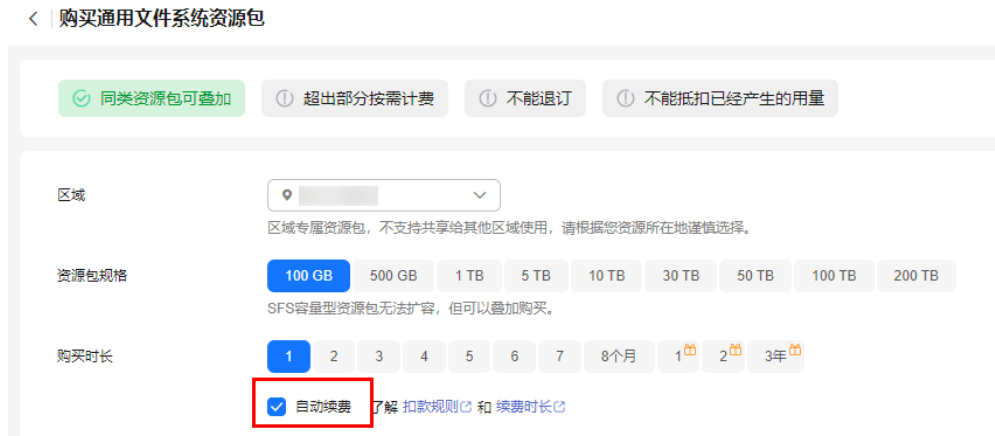 购买通用文件系统资源包
同类资源包可叠加 超出部分按需计费 不能退订 不能抵扣已经产生的用量
区域
区域专属资源包，不支持共享给其他区域使用，请根据您资源所在地谨慎选择。
资源包规格 100 GB 500 GB 1 TB 5 TB 10 TB 30 TB 50 TB 100 TB 200 TB
SFS容量型资源包无法扩容，但可以叠加购买。
购买时长 1 2 3 4 5 6 7 8个月 1 2 3年
自动续费 了解 扣款规则 和 续费时长